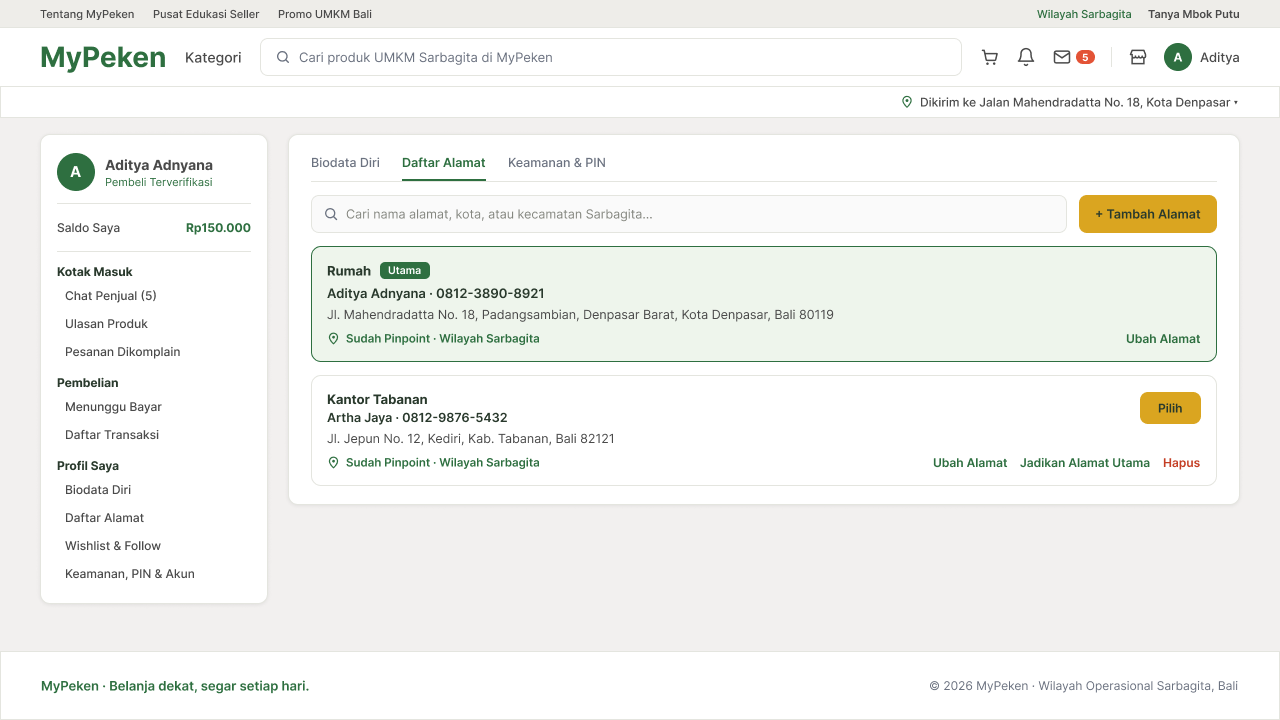 Tentang MyPeken Pusat Edukasi Seller Promo UMKM Bali Wilayah Sarbagita Tanya Mbok Putu
MyPeken Kategori Cari produk UMKM Sarbagita di MyPeken 5 A Aditya
Dikirim ke Jalan Mahendradatta No. 18, Kota Denpasar
A
Aditya Adnyana
Pembeli Terverifikasi
Saldo Saya Rp150.000
Kotak Masuk
Chat Penjual (5)
Ulasan Produk
Pesanan Dikomplain
Pembelian
Menunggu Bayar
Daftar Transaksi
Profil Saya
Biodata Diri
Daftar Alamat
Wishlist & Follow
Keamanan, PIN & Akun
Biodata Diri Daftar Alamat Keamanan & PIN
Cari nama alamat, kota, atau kecamatan Sarbagita... + Tambah Alamat
Rumah Utama
Aditya Adnyana · 0812-3890-8921
Jl. Mahendradatta No. 18, Padangsambian, Denpasar Barat, Kota Denpasar, Bali 80119
Sudah Pinpoint · Wilayah Sarbagita Ubah Alamat
Kantor Tabanan
Artha Jaya · 0812-9876-5432
Pilih
Jl. Jepun No. 12, Kediri, Kab. Tabanan, Bali 82121
Sudah Pinpoint · Wilayah Sarbagita Ubah Alamat Jadikan Alamat Utama Hapus
MyPeken · Belanja dekat, segar setiap hari. © 2026 MyPeken · Wilayah Operasional Sarbagita, Bali